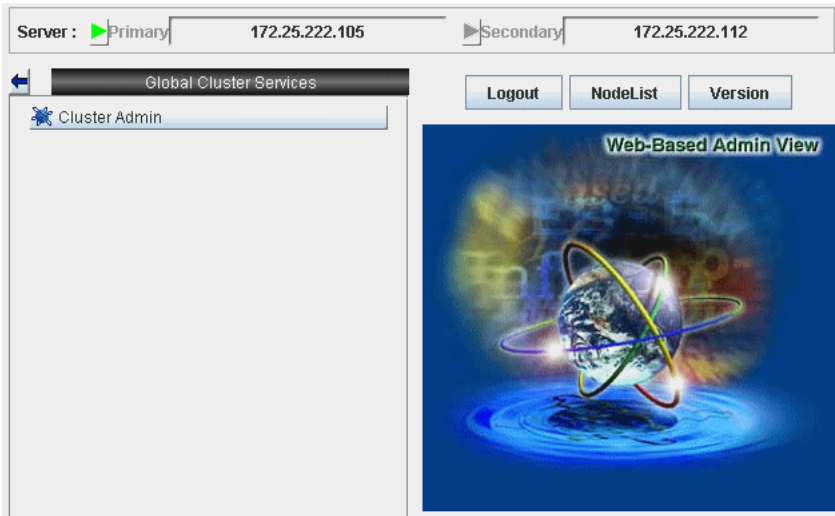 Server : Primary 172.25.222.105 Secondary 172.25.222.112
Global Cluster Services
Logout NodeList Version
Cluster Admin
Web-Based Admin View